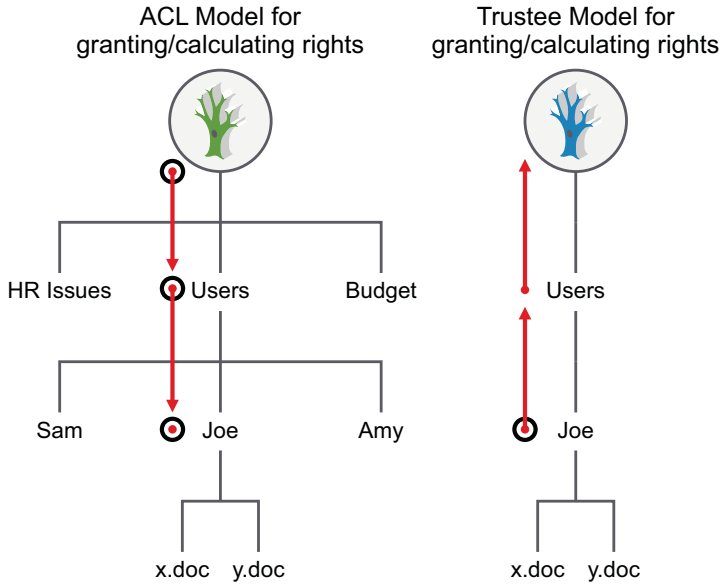 ACL Model for
granting/calculating rights
Trustee Model for
granting/calculating rights
HR Issues
Users
Budget
Users
Sam
Joe
Amy
Joe
x.doc
y.doc
x.doc
y.doc